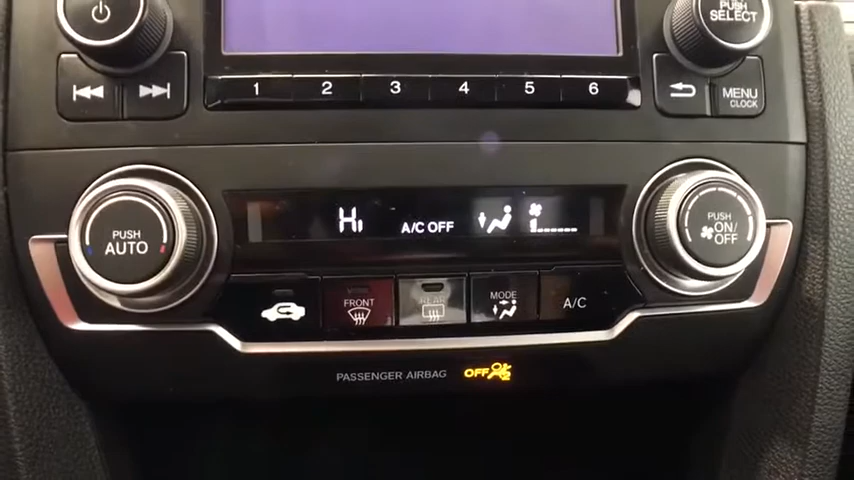 PUSH
SELECT
1 2 3 4 5 6
MENU
CLOCK
PUSH
AUTO
HI
A/C OFF
PUSH
ON/
OFF
FRONT
REAR
MODE
A/C
PASSENGER AIRBAG
OFF